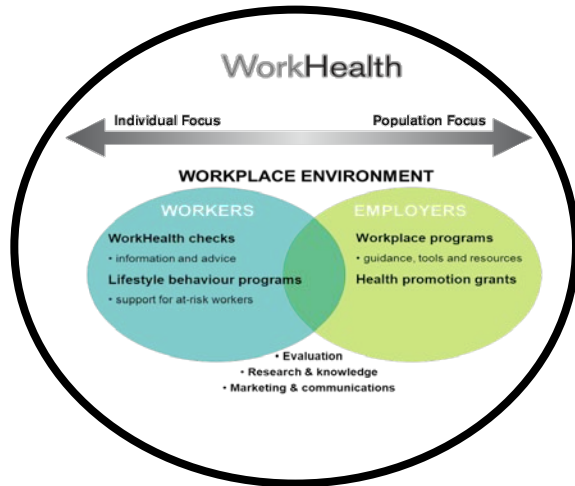 WorkHealth
Individual Focus
Population Focus
WORKPLACE ENVIRONMENT
WORKERS
WorkHealth checks
• information and advice
Lifestyle behaviour programs
• support for at-risk workers
EMPLOYERS
Workplace programs
• guidance, tools and resources
Health promotion grants
• Evaluation
• Research & knowledge
• Marketing & communications